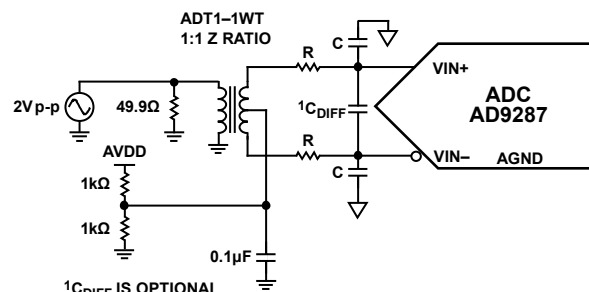 ADT1–1WT
1:1 Z RATIO
R
C
VIN+
ADC
AD9287
2V p-p
49.9Ω
1CDIFF
R
VIN–
AGND
AVDD
C
1kΩ
1kΩ
0.1µF
1CDIFF IS OPTIONAL